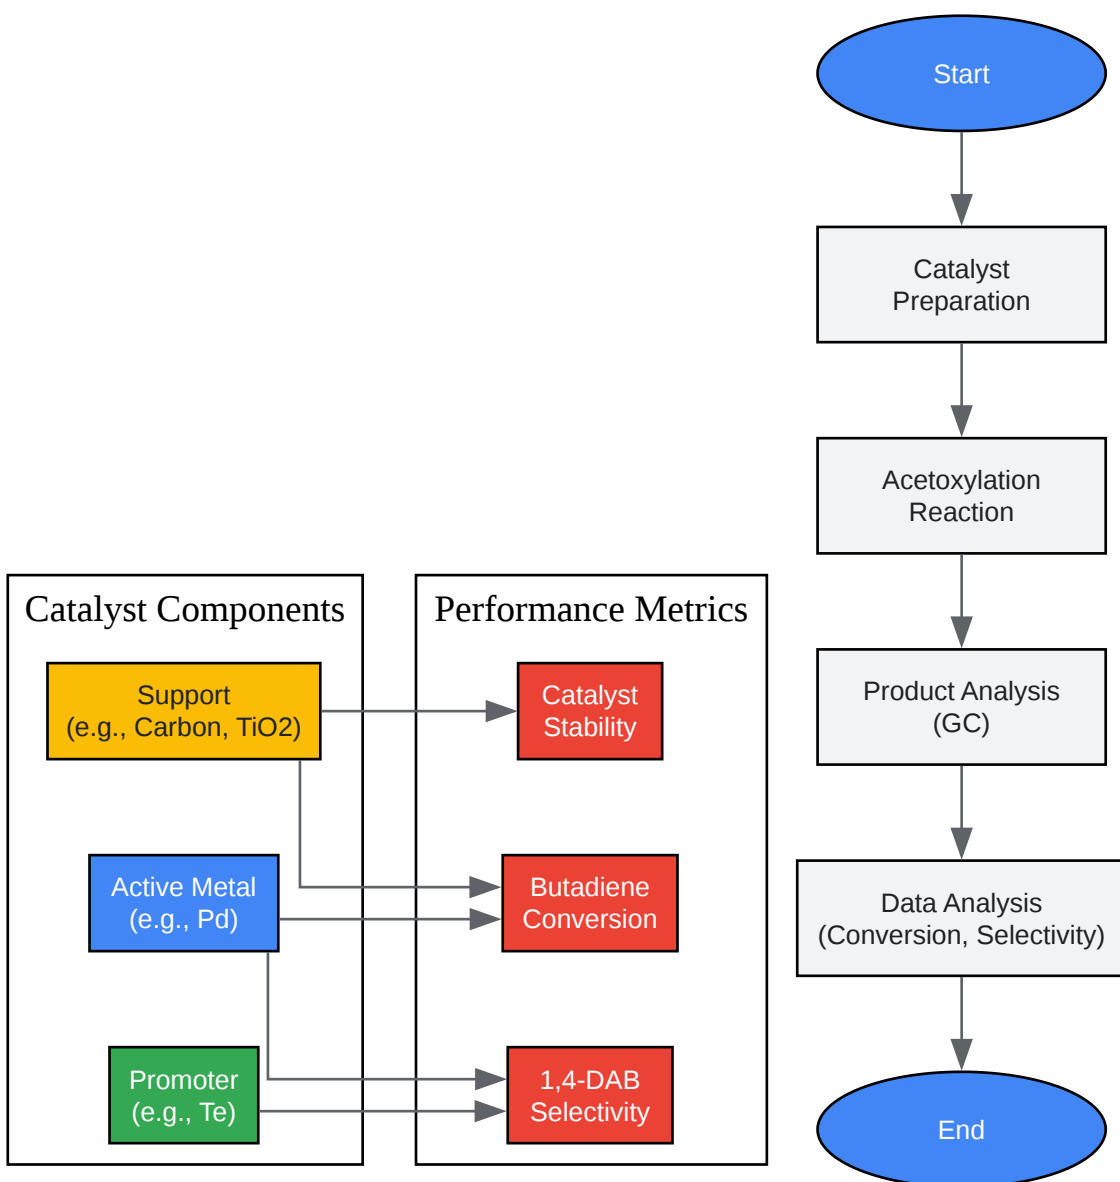 Start
Catalyst
Preparation
Acetoxylation
Reaction
Product Analysis
(GC)
Data Analysis
(Conversion, Selectivity)
End
Catalyst Components
Support
(e.g., Carbon, TiO2)
Active Metal
(e.g., Pd)
Promoter
(e.g., Te)
Performance Metrics
Catalyst
Stability
Butadiene
Conversion
1,4-DAB
Selectivity